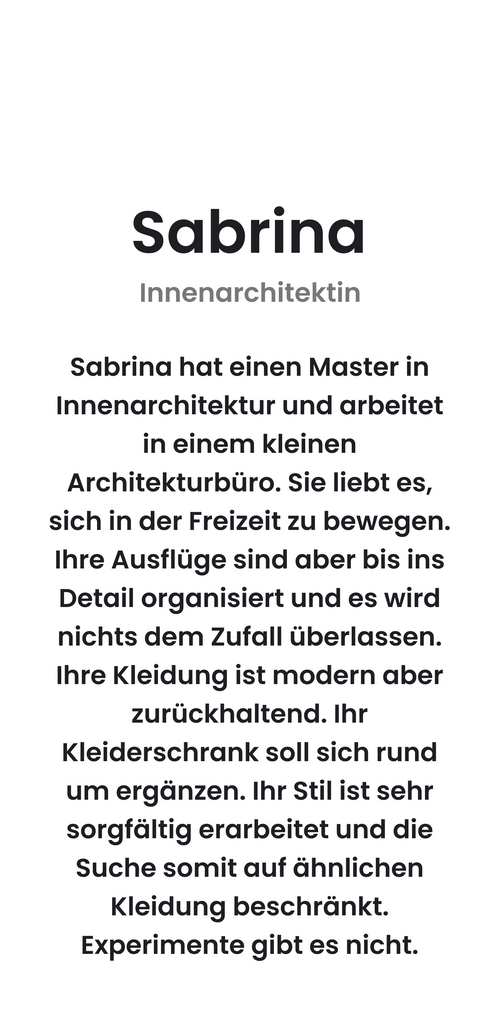 Sabrina
Innenarchitektin
Sabrina hat einen Master in
Innenarchitektur und arbeitet
in einem kleinen
Architekturbüro. Sie liebt es,
sich in der Freizeit zu bewegen.
Ihre Ausflüge sind aber bis ins
Detail organisiert und es wird
nichts dem Zufall überlassen.
Ihre Kleidung ist modern aber
zurückhaltend. Ihr
Kleiderschrank soll sich rund
um ergänzen. Ihr Stil ist sehr
sorgfältig erarbeitet und die
Suche somit auf ähnlichen
Kleidung beschränkt.
Experimente gibt es nicht.